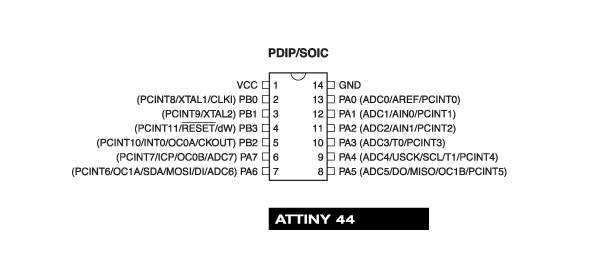 PDIP/SOIC
VCC 1 14 GND
(PCINT8/XTAL1/CLKI) PB0 2 13 PA0 (ADC0/AREF/PCINT0)
(PCINT9/XTAL2) PB1 3 12 PA1 (ADC1/AIN0/PCINT1)
(PCINT11/RESET/dW) PB3 4 11 PA2 (ADC2/AIN1/PCINT2)
(PCINT10/INT0/OC0A/CKOUT) PB2 5 10 PA3 (ADC3/T0/PCINT3)
(PCINT7/ICP/OC0B/ADC7) PA7 6 9 PA4 (ADC4/USCK/SCL/T1/PCINT4)
(PCINT6/OC1A/SDA/MOSI/DI/ADC6) PA6 7 8 PA5 (ADC5/DO/MISO/OC1B/PCINT5)
ATTINY 44